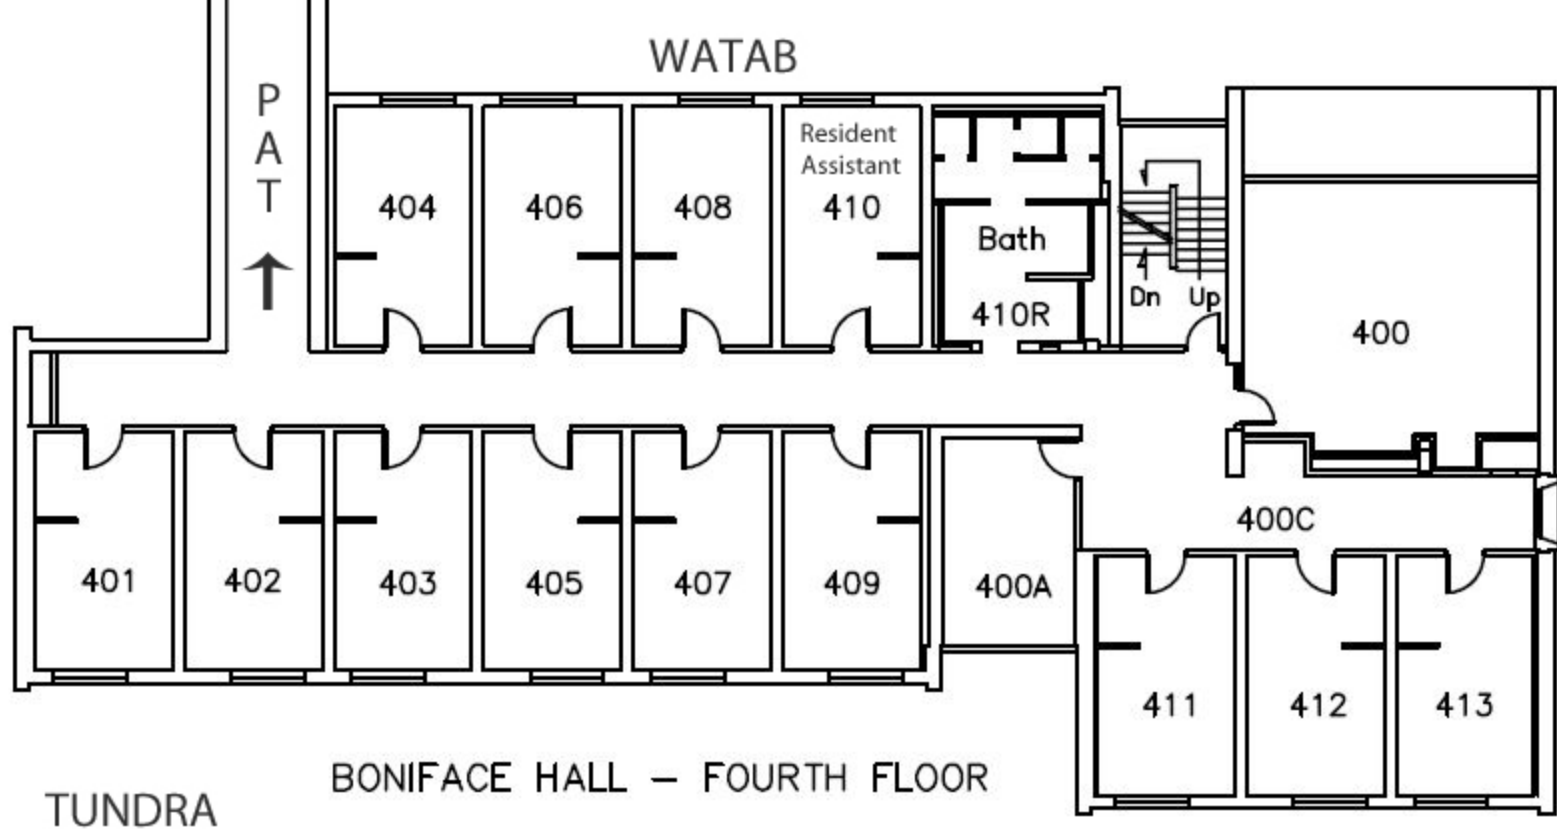 WATAB
P
A
T
Resident
Assistant
404
406
408
410
Bath
410R
Dn
Up
400
400C
401
402
403
405
407
409
400A
411
412
413
BONIFACE HALL – FOURTH FLOOR
TUNDRA